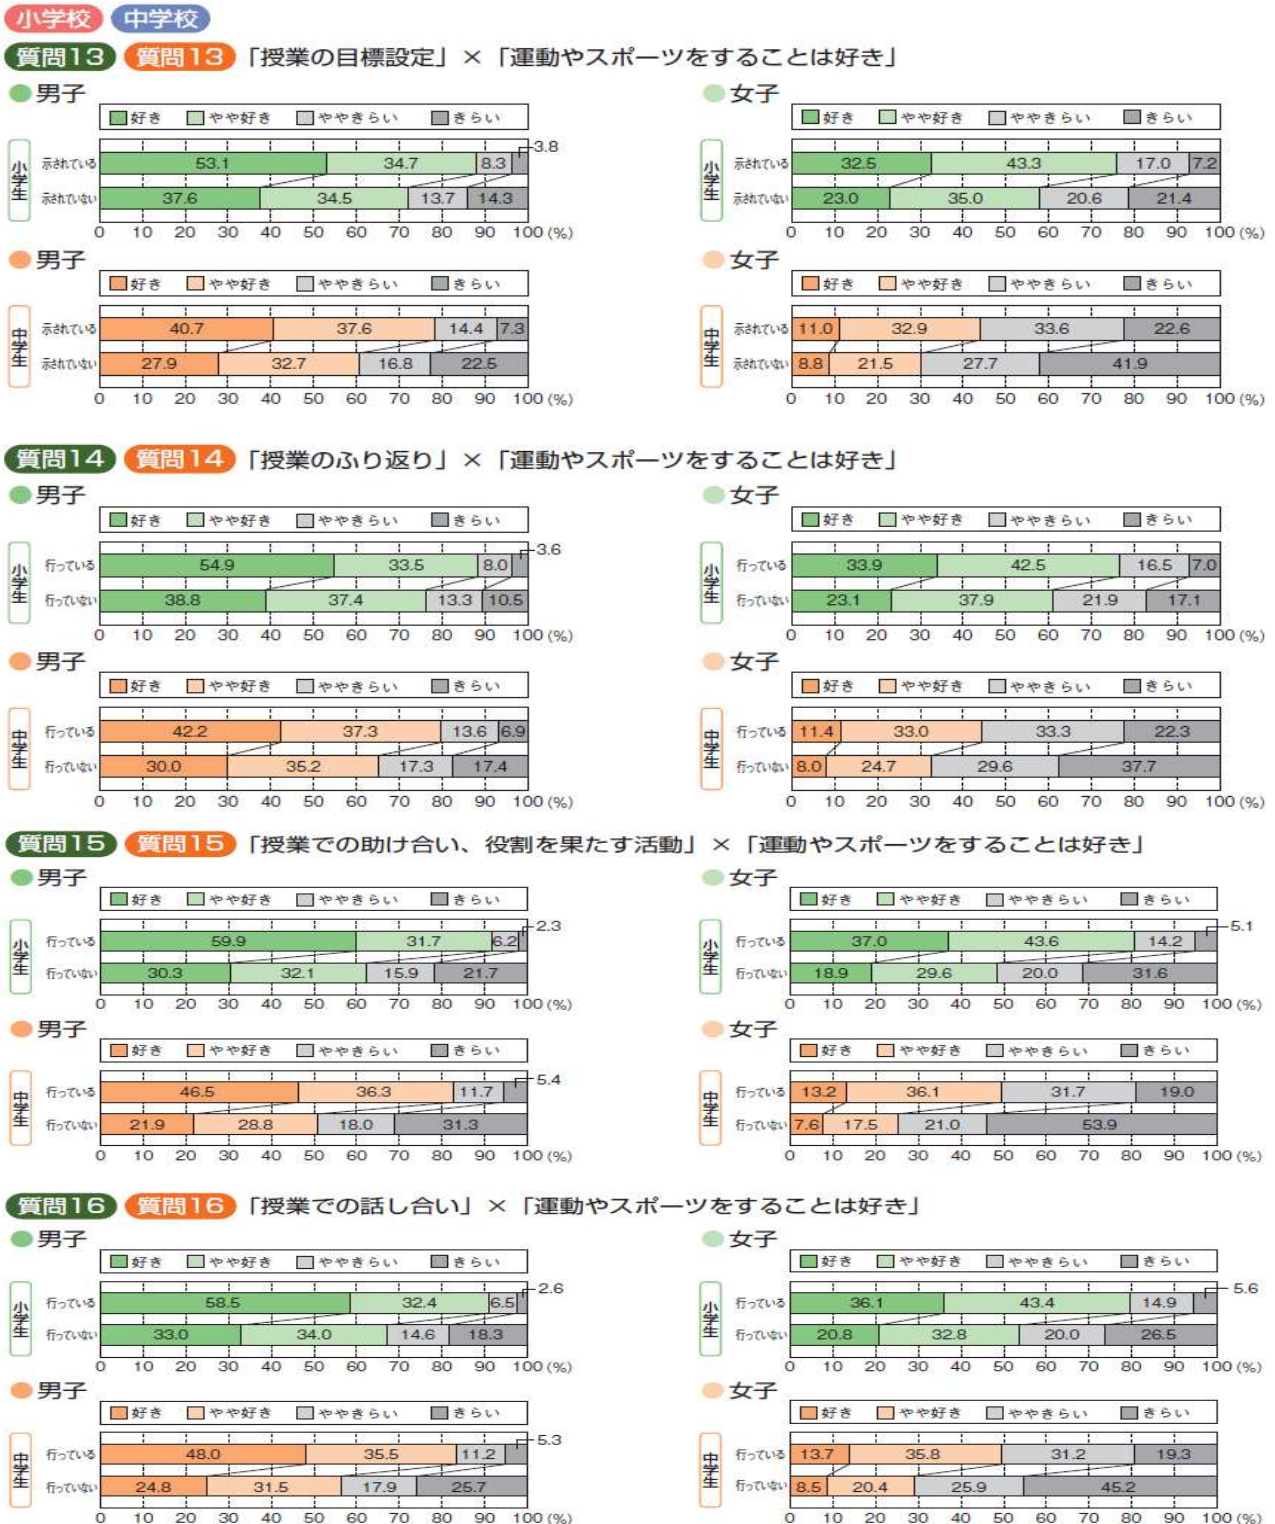 小学校 中学校
質問13 質問13 「授業の目標設定」×「運動やスポーツをすることは好き」
男子
好き やや好き ややきらい きらい
小学生
示されている 53.1 34.7 8.3 3.8
示されていない 37.6 34.5 13.7 14.3
0 10 20 30 40 50 60 70 80 90 100 (%)
女子
好き やや好き ややきらい きらい
小学生
示されている 32.5 43.3 17.0 7.2
示されていない 23.0 35.0 20.6 21.4
0 10 20 30 40 50 60 70 80 90 100 (%)
男子
好き やや好き ややきらい きらい
中学生
示されている 40.7 37.6 14.4 7.3
示されていない 27.9 32.7 16.8 22.5
0 10 20 30 40 50 60 70 80 90 100 (%)
女子
好き やや好き ややきらい きらい
中学生
示されている 11.0 32.9 33.6 22.6
示されていない 8.8 21.5 27.7 41.9
0 10 20 30 40 50 60 70 80 90 100 (%)
質問14 質問14 「授業のふり返り」×「運動やスポーツをすることは好き」
男子
好き やや好き ややきらい きらい
小学生
行っている 54.9 33.5 8.0 3.6
行っていない 38.8 37.4 13.3 10.5
0 10 20 30 40 50 60 70 80 90 100 (%)
女子
好き やや好き ややきらい きらい
小学生
行っている 33.9 42.5 16.5 7.0
行っていない 23.1 37.9 21.9 17.1
0 10 20 30 40 50 60 70 80 90 100 (%)
男子
好き やや好き ややきらい きらい
中学生
行っている 42.2 37.3 13.6 6.9
行っていない 30.0 35.2 17.3 17.4
0 10 20 30 40 50 60 70 80 90 100 (%)
女子
好き やや好き ややきらい きらい
中学生
行っている 11.4 33.0 33.3 22.3
行っていない 8.0 24.7 29.6 37.7
0 10 20 30 40 50 60 70 80 90 100 (%)
質問15 質問15 「授業での助け合い、役割を果たす活動」×「運動やスポーツをすることは好き」
男子
好き やや好き ややきらい きらい
小学生
行っている 59.9 31.7 6.2 2.3
行っていない 30.3 32.1 15.9 21.7
0 10 20 30 40 50 60 70 80 90 100 (%)
女子
好き やや好き ややきらい きらい
小学生
行っている 37.0 43.6 14.2 5.1
行っていない 18.9 29.6 20.0 31.6
0 10 20 30 40 50 60 70 80 90 100 (%)
男子
好き やや好き ややきらい きらい
中学生
行っている 46.5 36.3 11.7 5.4
行っていない 21.9 28.8 18.0 31.3
0 10 20 30 40 50 60 70 80 90 100 (%)
女子
好き やや好き ややきらい きらい
中学生
行っている 13.2 36.1 31.7 19.0
行っていない 7.6 17.5 21.0 53.9
0 10 20 30 40 50 60 70 80 90 100 (%)
質問16 質問16 「授業での話し合い」×「運動やスポーツをすることは好き」
男子
好き やや好き ややきらい きらい
小学生
行っている 58.5 32.4 6.5 2.6
行っていない 33.0 34.0 14.6 18.3
0 10 20 30 40 50 60 70 80 90 100 (%)
女子
好き やや好き ややきらい きらい
小学生
行っている 36.1 43.4 14.9 5.6
行っていない 20.8 32.8 20.0 26.5
0 10 20 30 40 50 60 70 80 90 100 (%)
男子
好き やや好き ややきらい きらい
中学生
行っている 48.0 35.5 11.2 5.3
行っていない 24.8 31.5 17.9 25.7
0 10 20 30 40 50 60 70 80 90 100 (%)
女子
好き やや好き ややきらい きらい
中学生
行っている 13.7 35.8 31.2 19.3
行っていない 8.5 20.4 25.9 45.2
0 10 20 30 40 50 60 70 80 90 100 (%)